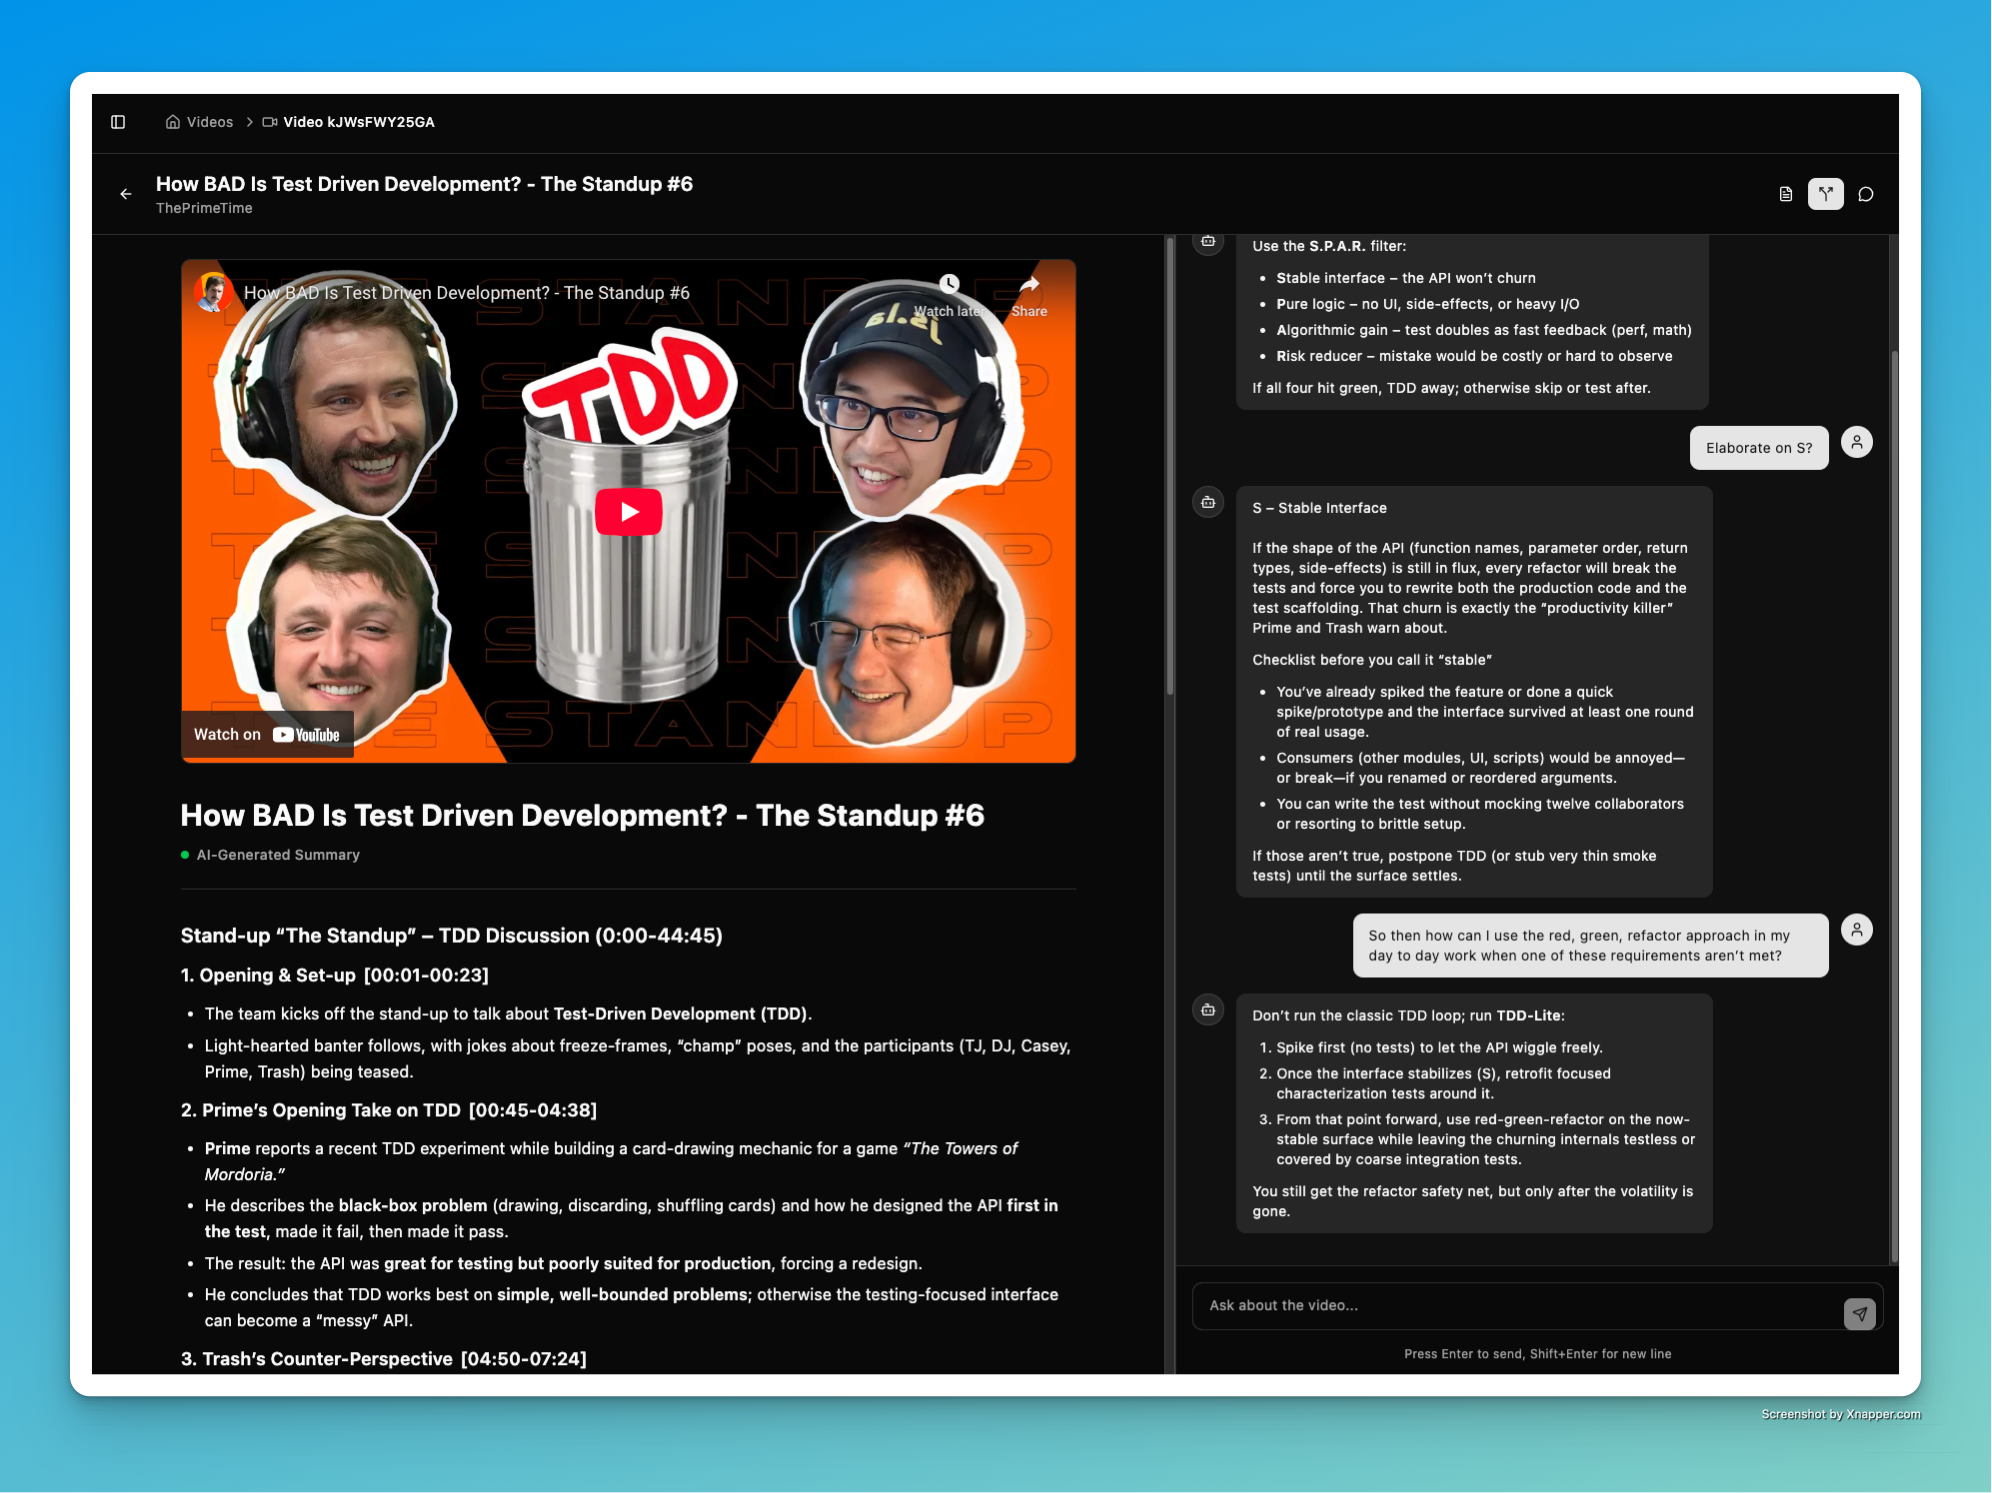 Videos > Video kJWsFWY25GA
How BAD Is Test Driven Development? - The Standup #6
ThePrimeTime
How BAD Is Test Driven Development? - The Standup #6
Watch later
Share
THE STANDUP
TDD
js.la
Watch on YouTube
How BAD Is Test Driven Development? - The Standup #6
AI-Generated Summary
Stand-up “The Standup” – TDD Discussion (0:00-44:45)
1. Opening & Set-up [00:01-00:23]
• The team kicks off the stand-up to talk about Test-Driven Development (TDD).
• Light-hearted banter follows, with jokes about freeze-frames, “champ” poses, and the participants (TJ, DJ, Casey,
Prime, Trash) being teased.
2. Prime’s Opening Take on TDD [00:45-04:38]
• Prime reports a recent TDD experiment while building a card-drawing mechanic for a game “The Towers of
Mordoria.”
• He describes the black-box problem (drawing, discarding, shuffling cards) and how he designed the API first in
the test, made it fail, then made it pass.
• The result: the API was great for testing but poorly suited for production, forcing a redesign.
• He concludes that TDD works best on simple, well-bounded problems; otherwise the testing-focused interface
can become a “messy” API.
3. Trash’s Counter-Perspective [04:50-07:24]
Use the S.P.A.R. filter:
• Stable interface – the API won’t churn
• Pure logic – no UI, side-effects, or heavy I/O
• Algorithmic gain – test doubles as fast feedback (perf, math)
• Risk reducer – mistake would be costly or hard to observe
If all four hit green, TDD away; otherwise skip or test after.
Elaborate on S?
S – Stable Interface
If the shape of the API (function names, parameter order, return
types, side-effects) is still in flux, every refactor will break the
tests and force you to rewrite both the production code and the
test scaffolding. That churn is exactly the “productivity killer”
Prime and Trash warn about.
Checklist before you call it “stable”
• You’ve already spiked the feature or done a quick
spike/prototype and the interface survived at least one round
of real usage.
• Consumers (other modules, UI, scripts) would be annoyed—
or break—if you renamed or reordered arguments.
• You can write the test without mocking twelve collaborators
or resorting to brittle setup.
If those aren’t true, postpone TDD (or stub very thin smoke
tests) until the surface settles.
So then how can I use the red, green, refactor approach in my
day to day work when one of these requirements aren’t met?
Don’t run the classic TDD loop; run TDD-Lite:
1. Spike first (no tests) to let the API wiggle freely.
2. Once the interface stabilizes (S), retrofit focused
characterization tests around it.
3. From that point forward, use red-green-refactor on the now-
stable surface while leaving the churning internals testless or
covered by coarse integration tests.
You still get the refactor safety net, but only after the volatility is
gone.
Ask about the video...
Press Enter to send, Shift+Enter for new line
Screenshot by Xnapper.com